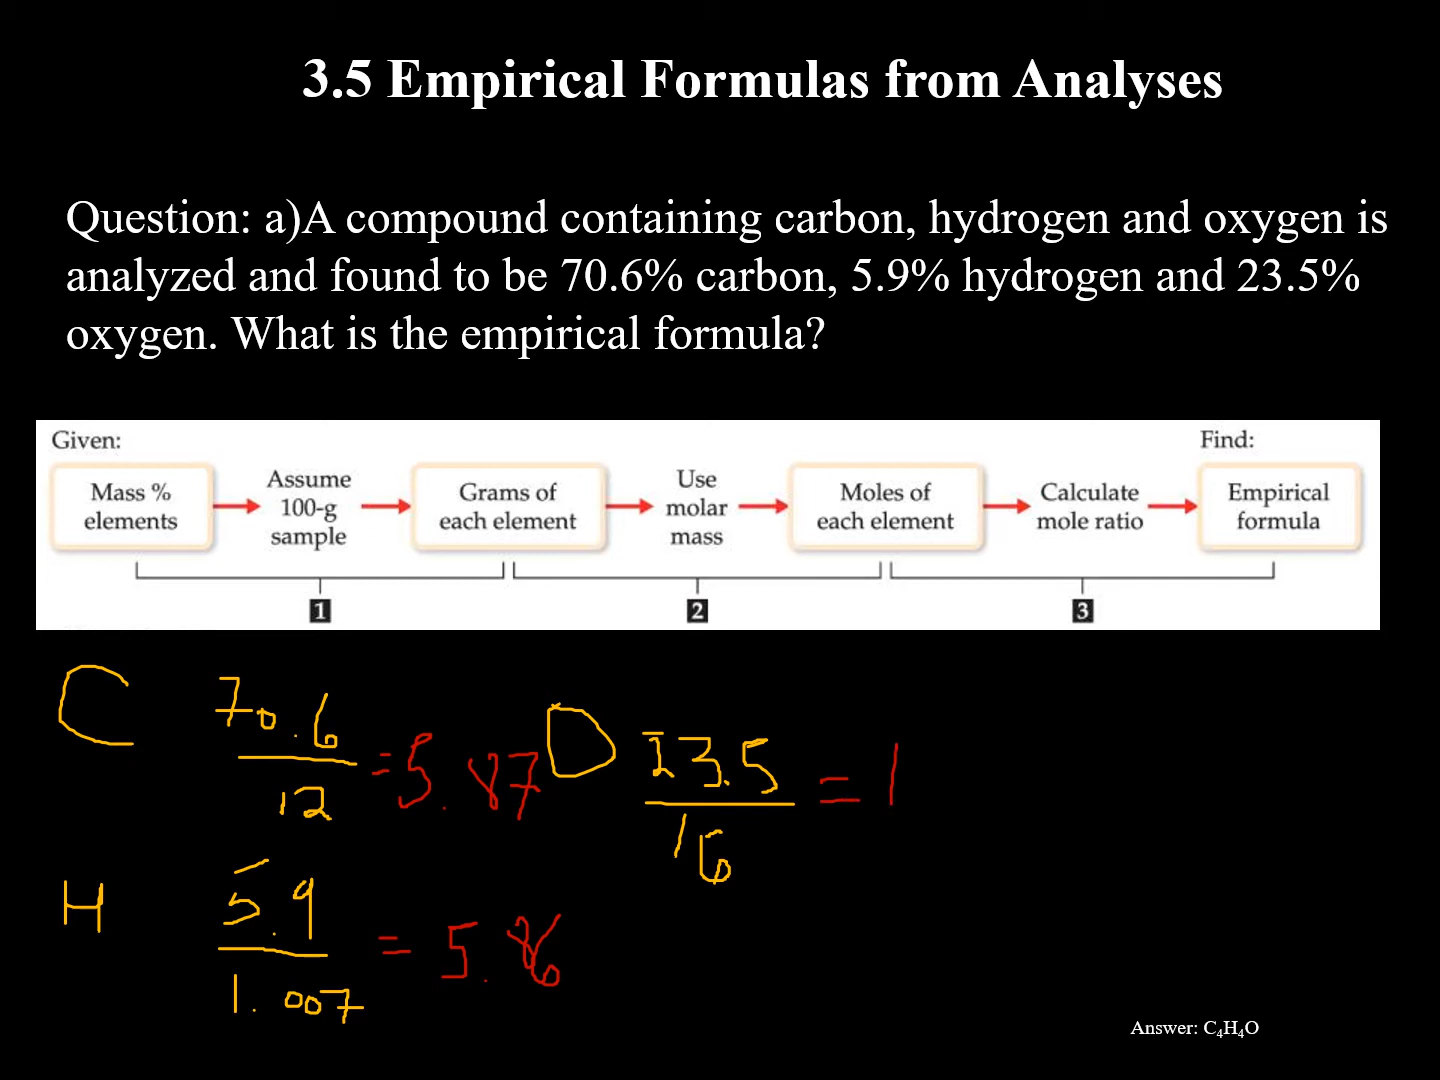 3.5 Empirical Formulas from Analyses
Question: a)A compound containing carbon, hydrogen and oxygen is
analyzed and found to be 70.6% carbon, 5.9% hydrogen and 23.5%
oxygen. What is the empirical formula?
Given:
Find:
Mass %
elements
Assume
100-g
sample
Grams of
each element
Use
molar
mass
Moles of
each element
Calculate
mole ratio
Empirical
formula
1
2
3
C 70.6
12
= 5.87
O 23.5
16
= 1
H 5.9
1.007
= 5.86
Answer: C₄H₄O